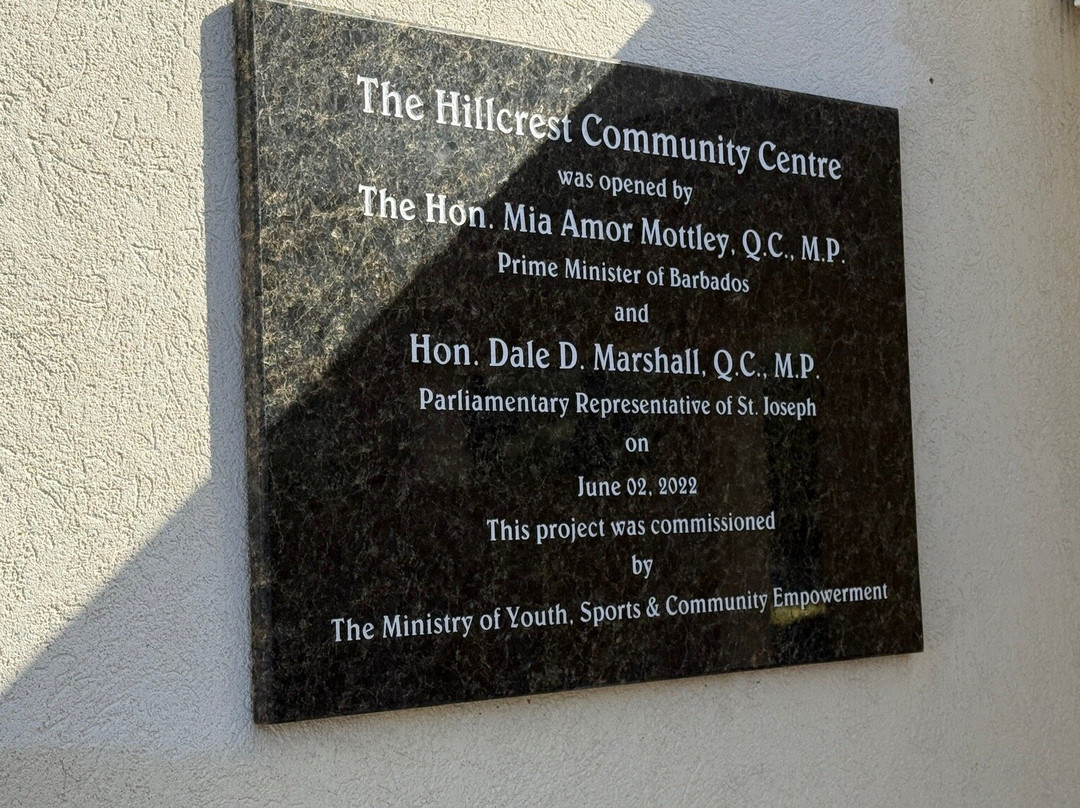 The Hillcrest Community Centre
was opened by
The Hon. Mia Amor Mottley, Q.C., M.P.
Prime Minister of Barbados
and
Hon. Dale D. Marshall, Q.C., M.P.
Parliamentary Representative of St. Joseph
on
June 02, 2022
This project was commissioned
by
The Ministry of Youth, Sports & Community Empowerment